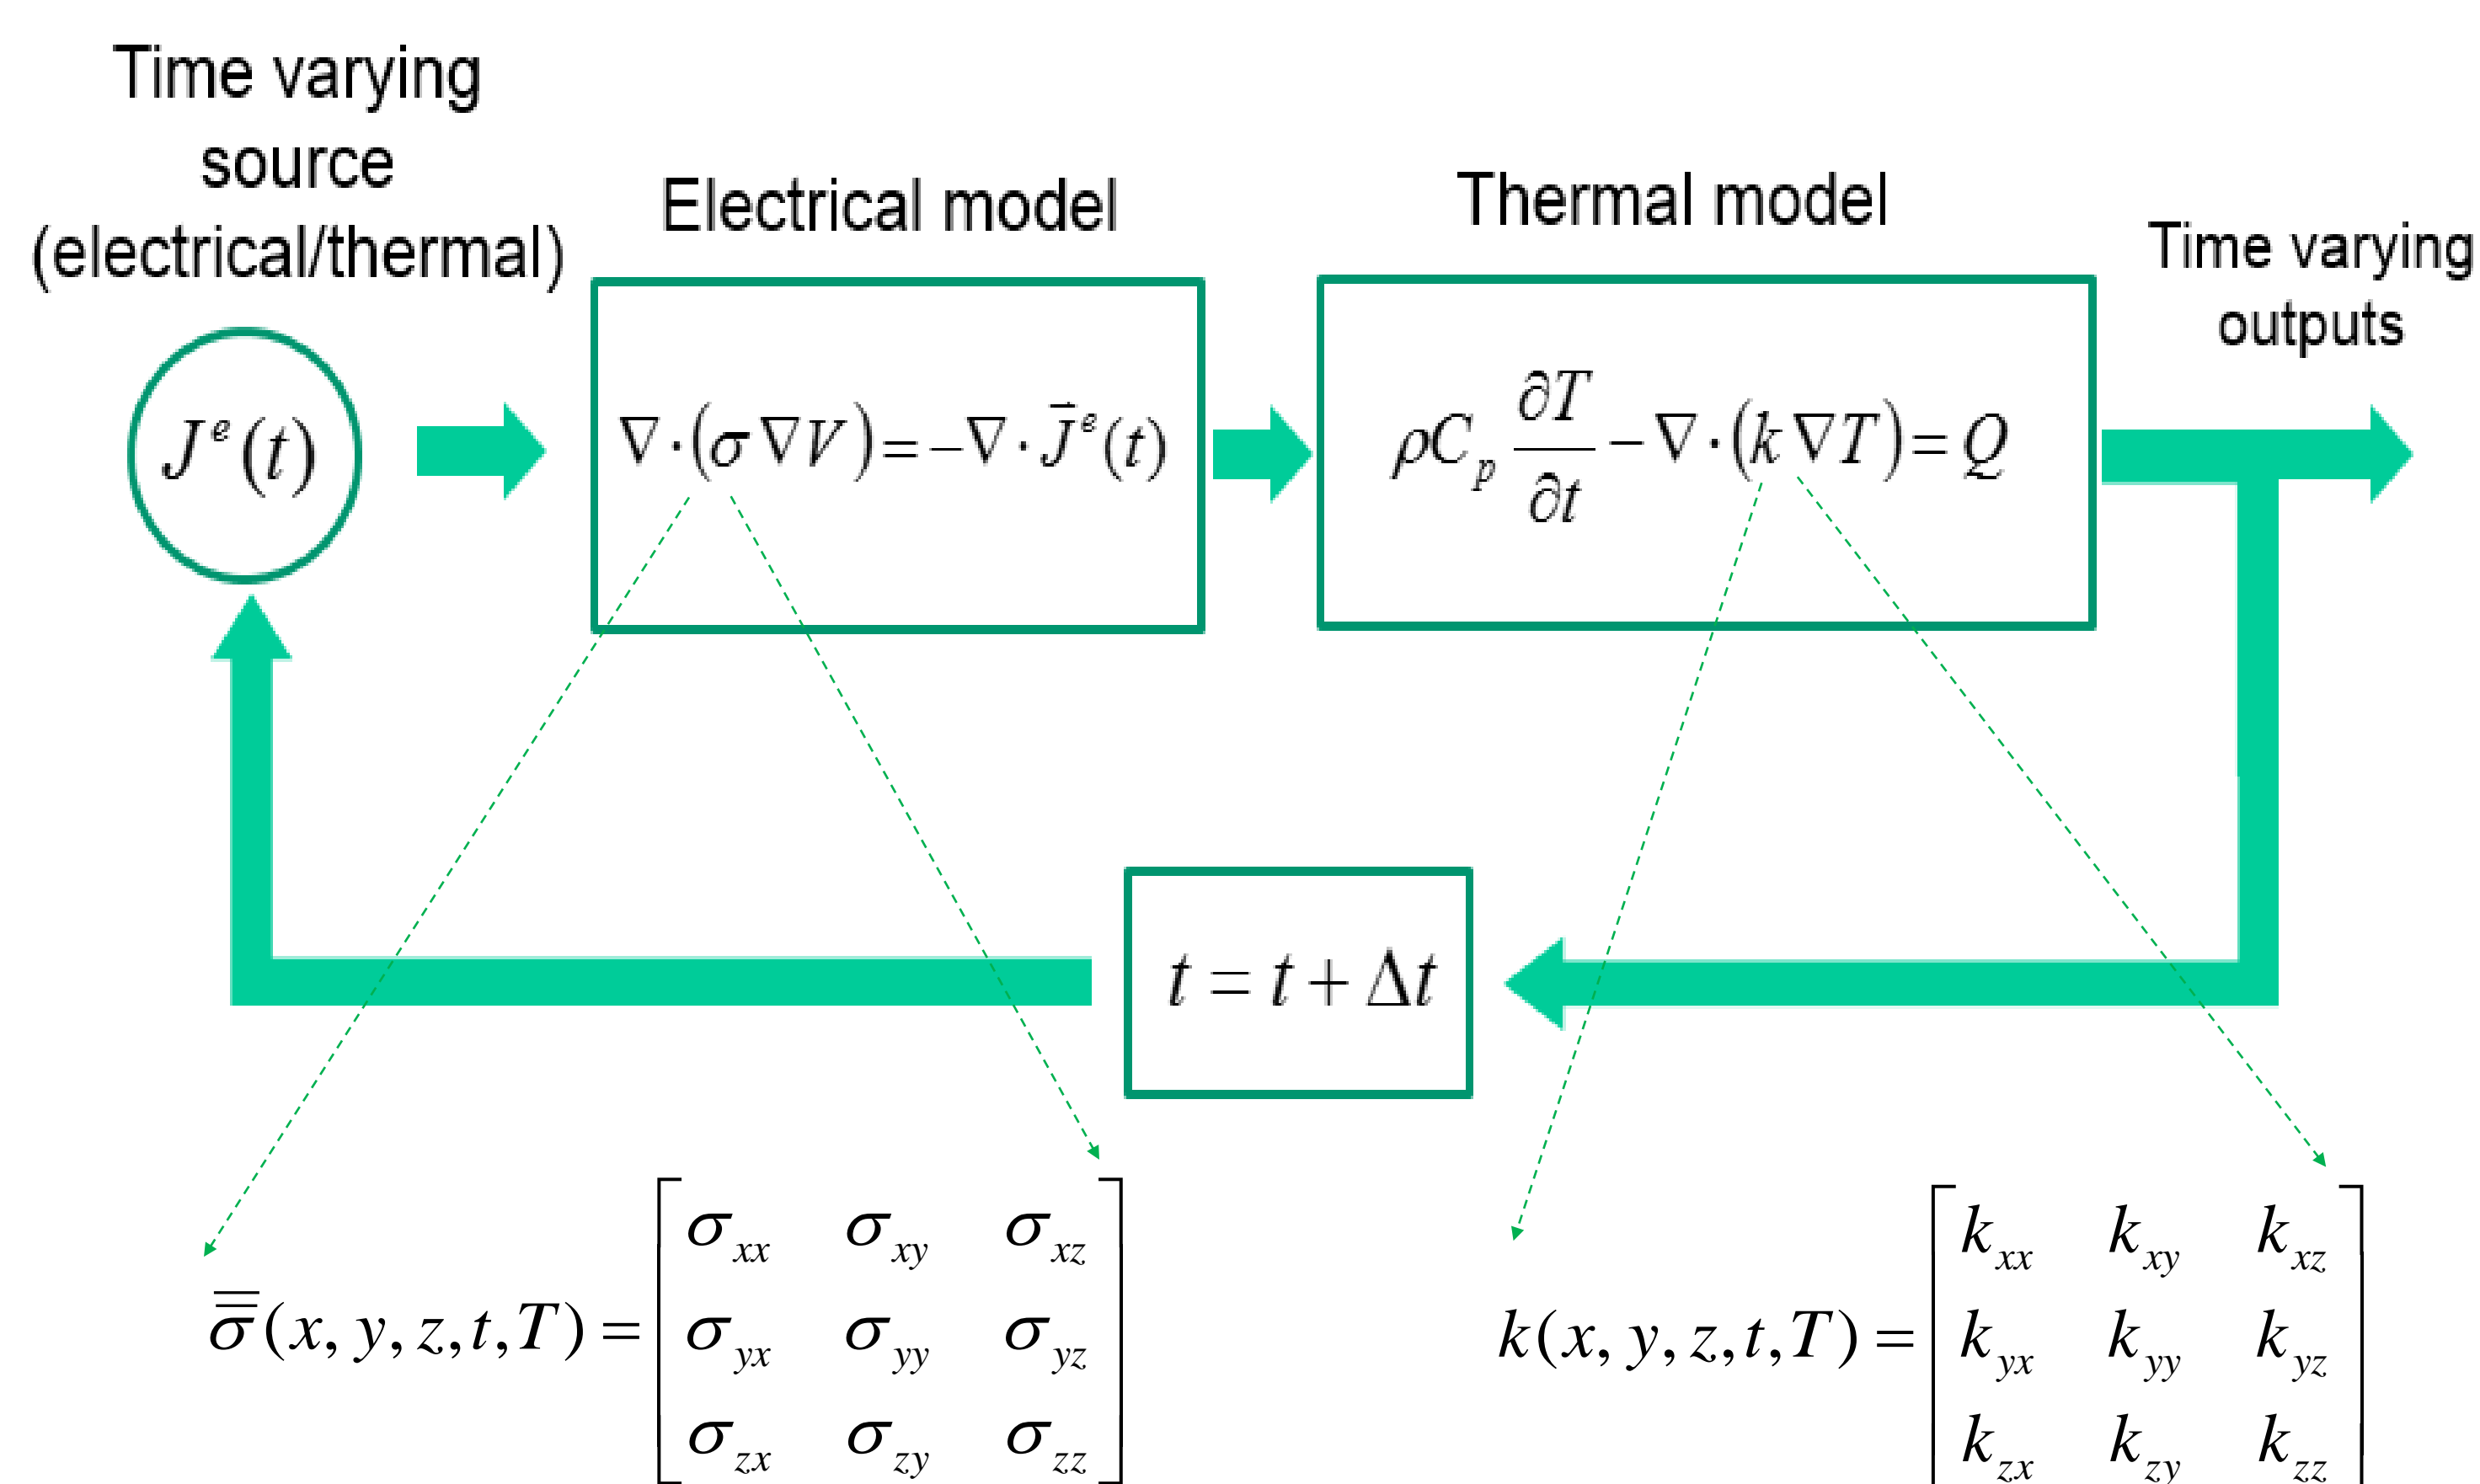 Time varying
source
(electrical/thermal)
Electrical model
Thermal model
Time varying
outputs
J^e(t)
∇·(σ∇V)=−∇·J⃗^e(t)
ρC_p ∂T/∂t −∇·(k∇T)=Q
t = t + Δt
σ̿(x, y, z, t, T) = [σ_xx σ_xy σ_xz
σ_yx σ_yy σ_yz
σ_zx σ_zy σ_zz]
k(x, y, z, t, T) = [k_xx k_xy k_xz
k_yx k_yy k_yz
k_zx k_zy k_zz]